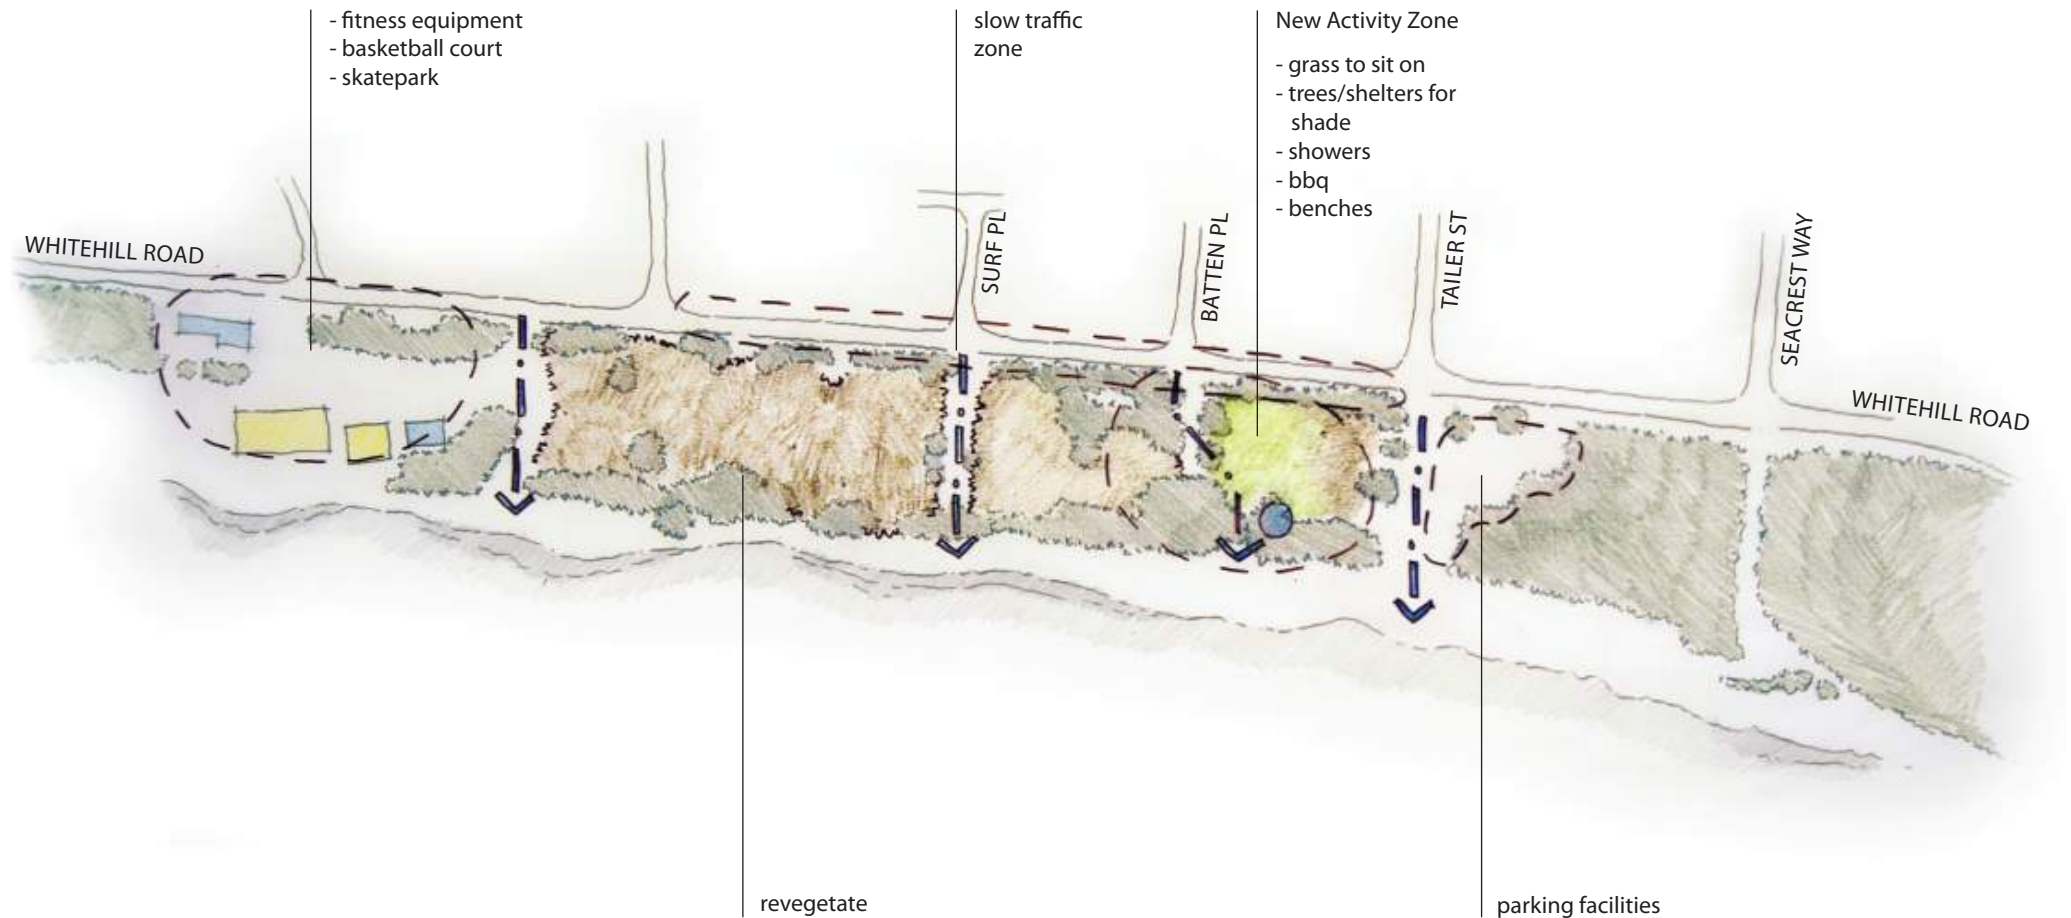 - fitness equipment
- basketball court
- skatepark
slow traffic
zone
New Activity Zone
- grass to sit on
- trees/shelters for
shade
- showers
- bbq
- benches
WHITEHILL ROAD
SURF PL
BATTEN PL
TAILER ST
SEACREST WAY
WHITEHILL ROAD
revegetate
parking facilities